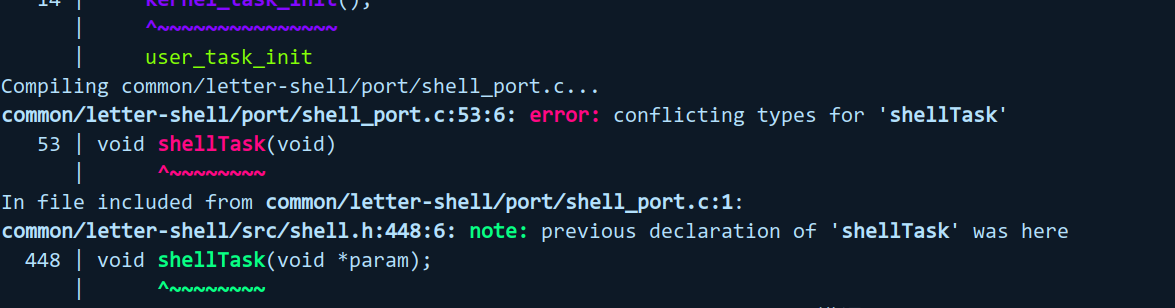 14 |     kernel_task_init();
   |     ^~~~~~~~~~~~~~~~
   |     user_task_init
Compiling common/letter-shell/port/shell_port.c...
common/letter-shell/port/shell_port.c:53:6: error: conflicting types for 'shellTask'
   53 | void shellTask(void)
      |      ^~~~~~~~~
In file included from common/letter-shell/port/shell_port.c:1:
common/letter-shell/src/shell.h:448:6: note: previous declaration of 'shellTask' was here
  448 | void shellTask(void *param);
      |      ^~~~~~~~~